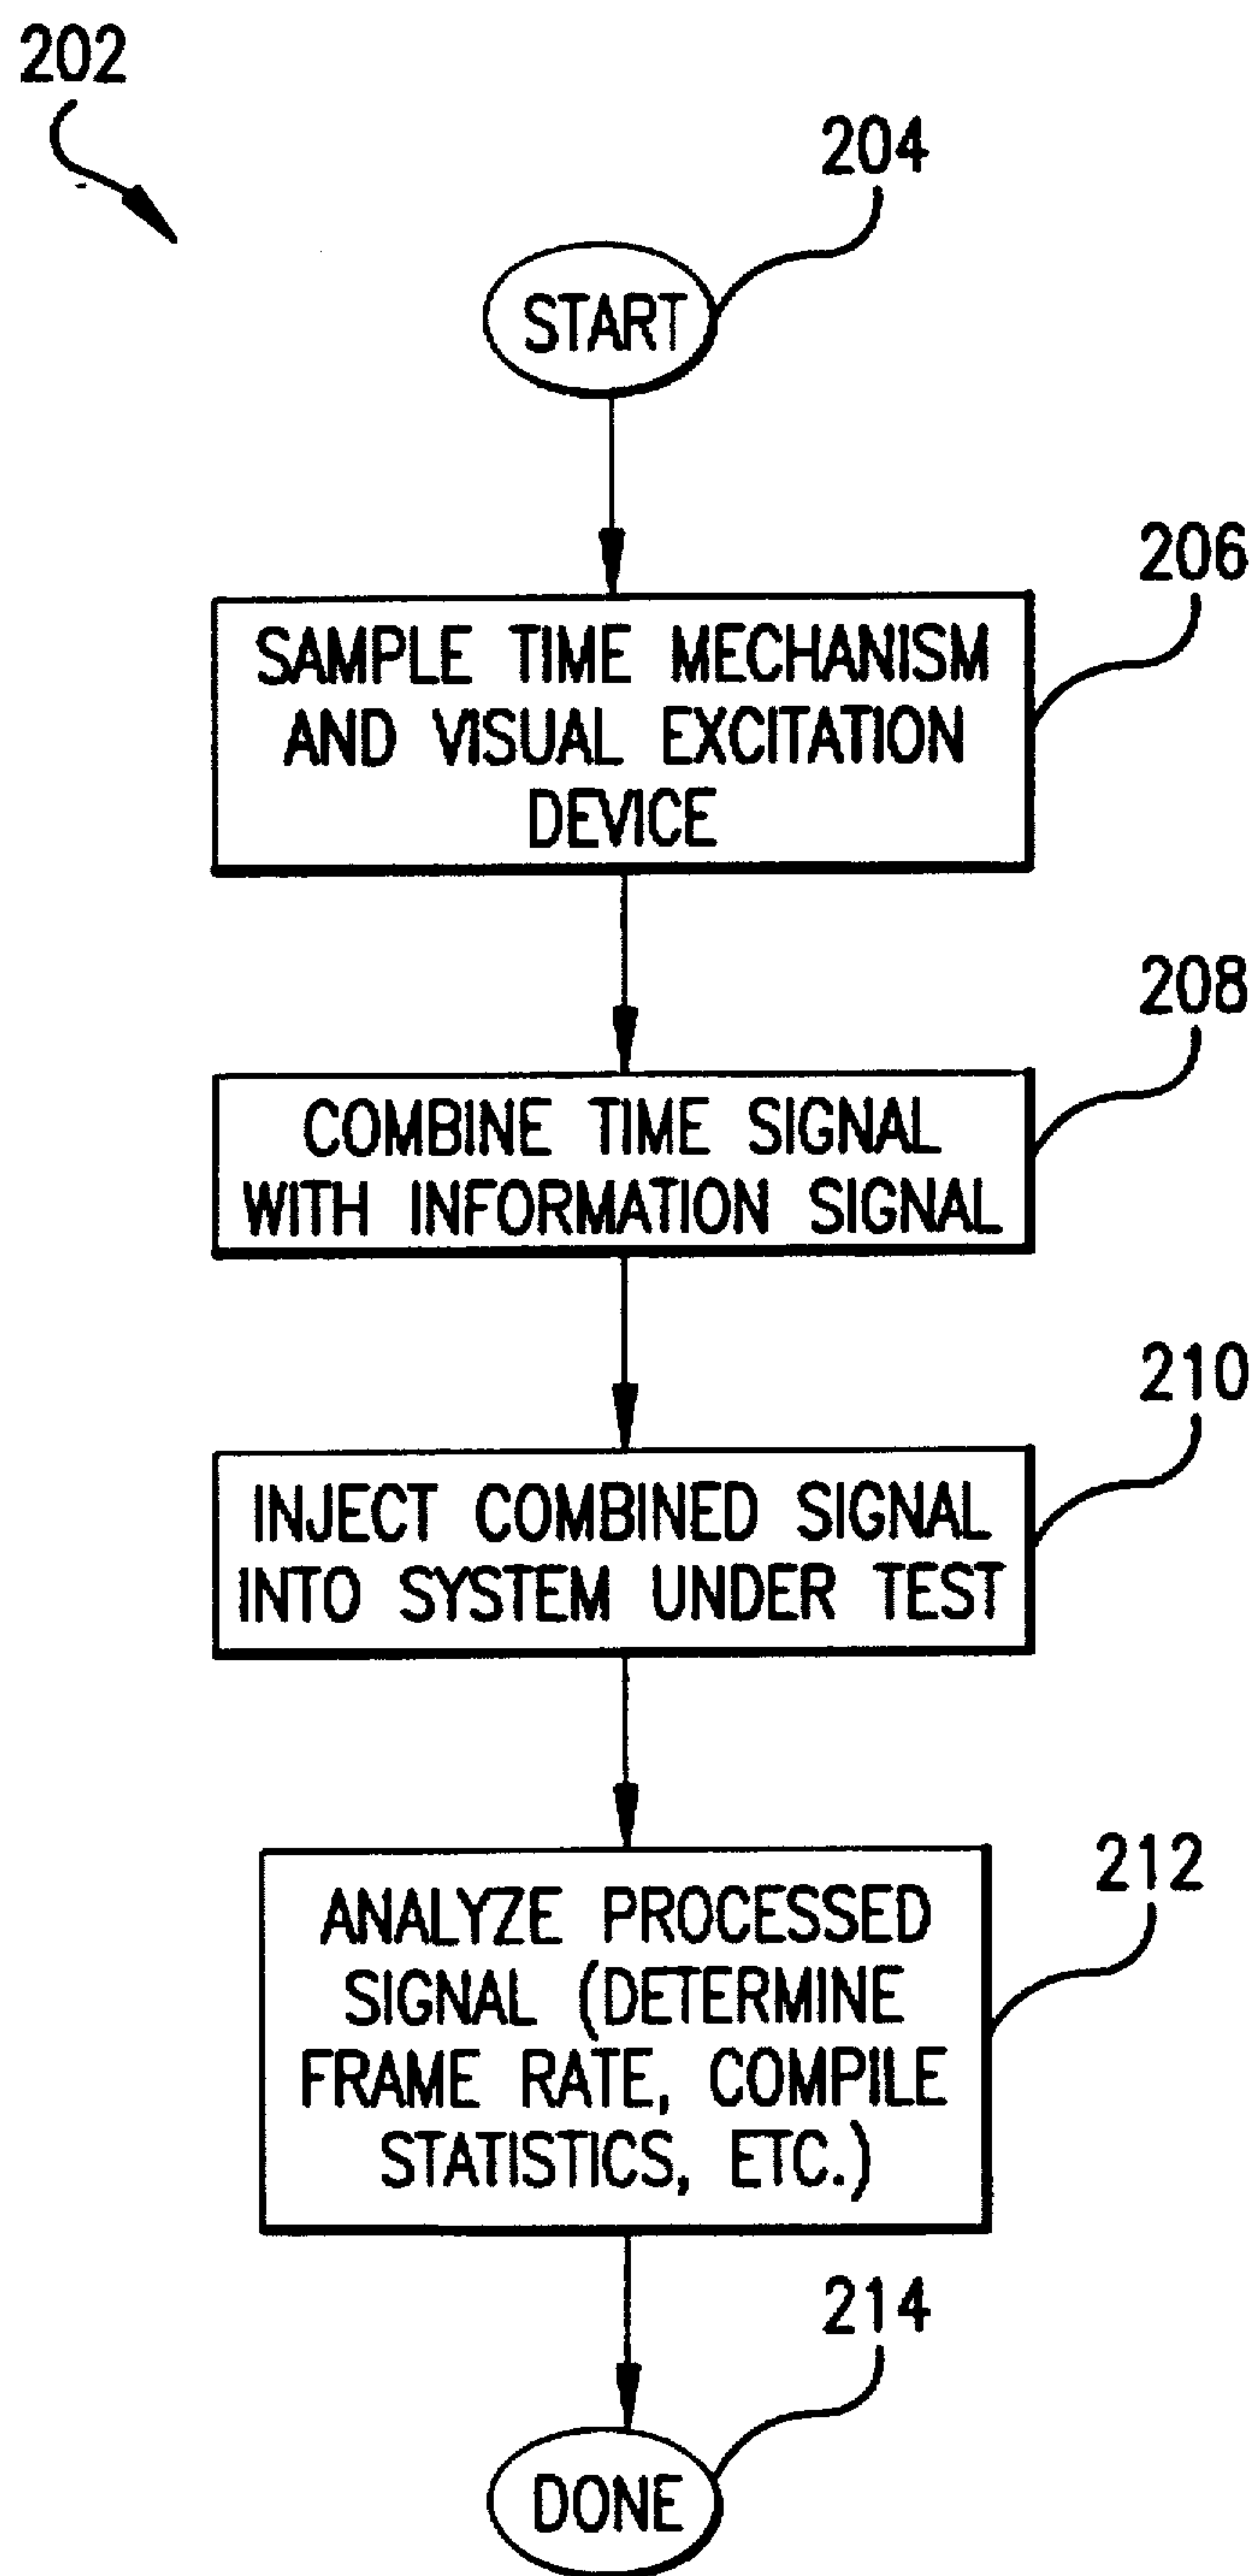 202
204
START
206
SAMPLE TIME MECHANISM
AND VISUAL EXCITATION
DEVICE
208
COMBINE TIME SIGNAL
WITH INFORMATION SIGNAL
210
INJECT COMBINED SIGNAL
INTO SYSTEM UNDER TEST
212
ANALYZE PROCESSED
SIGNAL (DETERMINE
FRAME RATE, COMPILE
STATISTICS, ETC.)
214
DONE